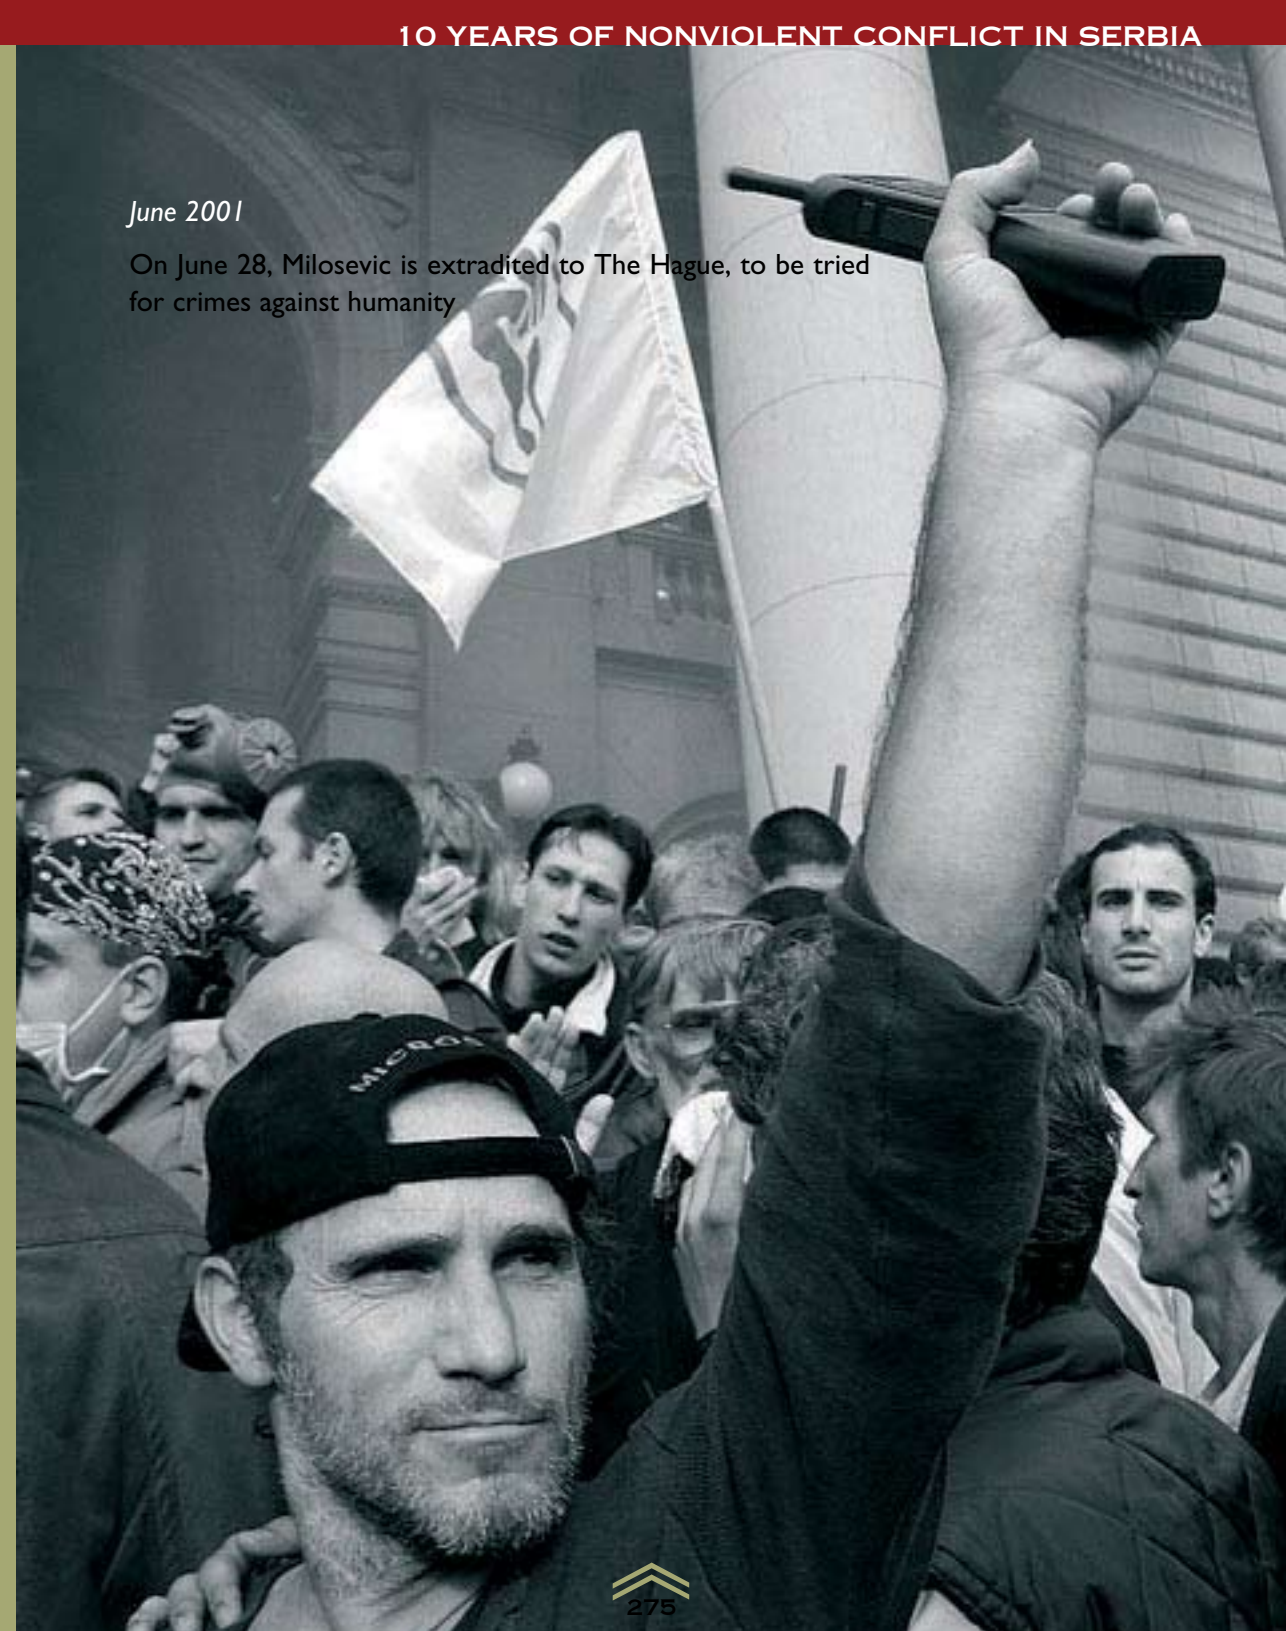 10 YEARS OF NONVIOLENT CONFLICT IN SERBIA
June 2001
On June 28, Milosevic is extradited to The Hague, to be tried
for crimes against humanity
275